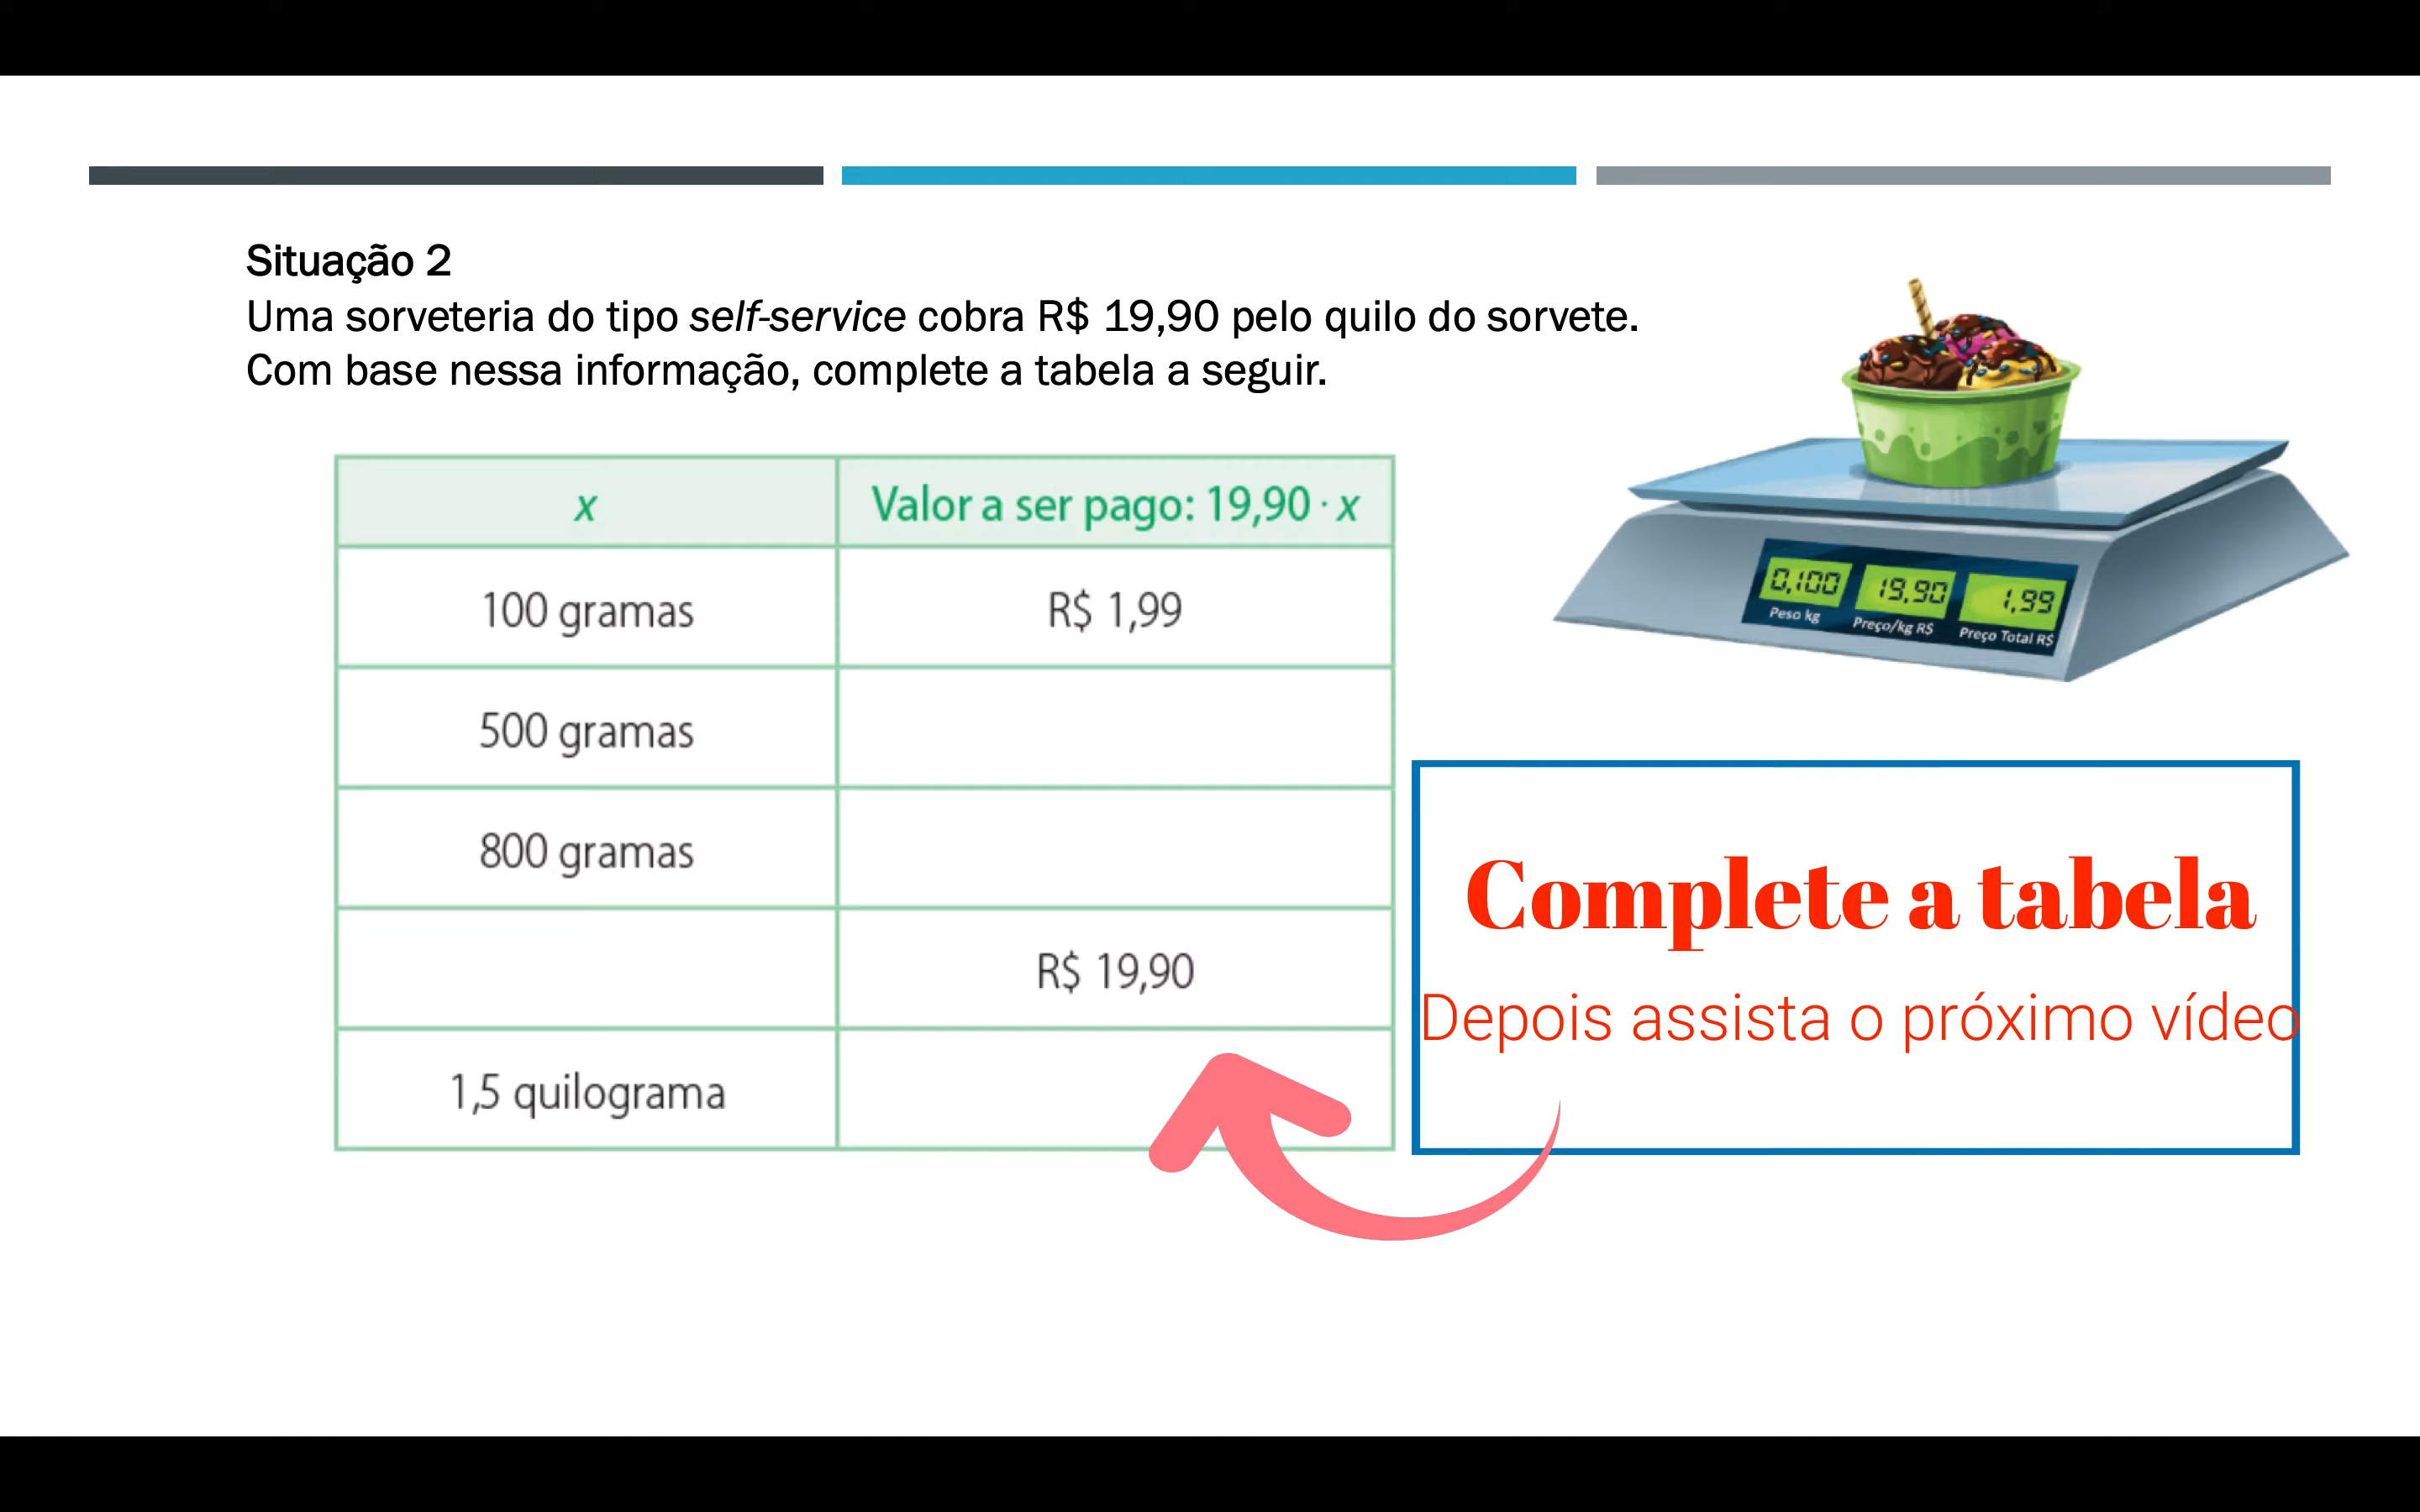 Situação 2
Uma sorveteria do tipo self-service cobra R$ 19,90 pelo quilo do sorvete.
Com base nessa informação, complete a tabela a seguir.
x Valor a ser pago: 19,90 · x
100 gramas R$ 1,99
500 gramas
800 gramas
R$ 19,90
1,5 quilograma
0,100 19,90 1,99
Peso kg Preço/kg R$ Preço Total R$
Complete a tabela
Depois assista o próximo vídeo